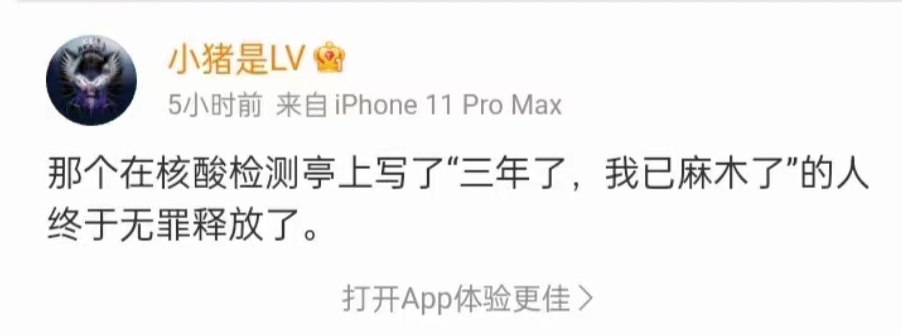 小猪是LV
5小时前 来自 iPhone 11 Pro Max
那个在核酸检测亭上写了“三年了，我已麻木了”的人
终于无罪释放了。
打开App体验更佳